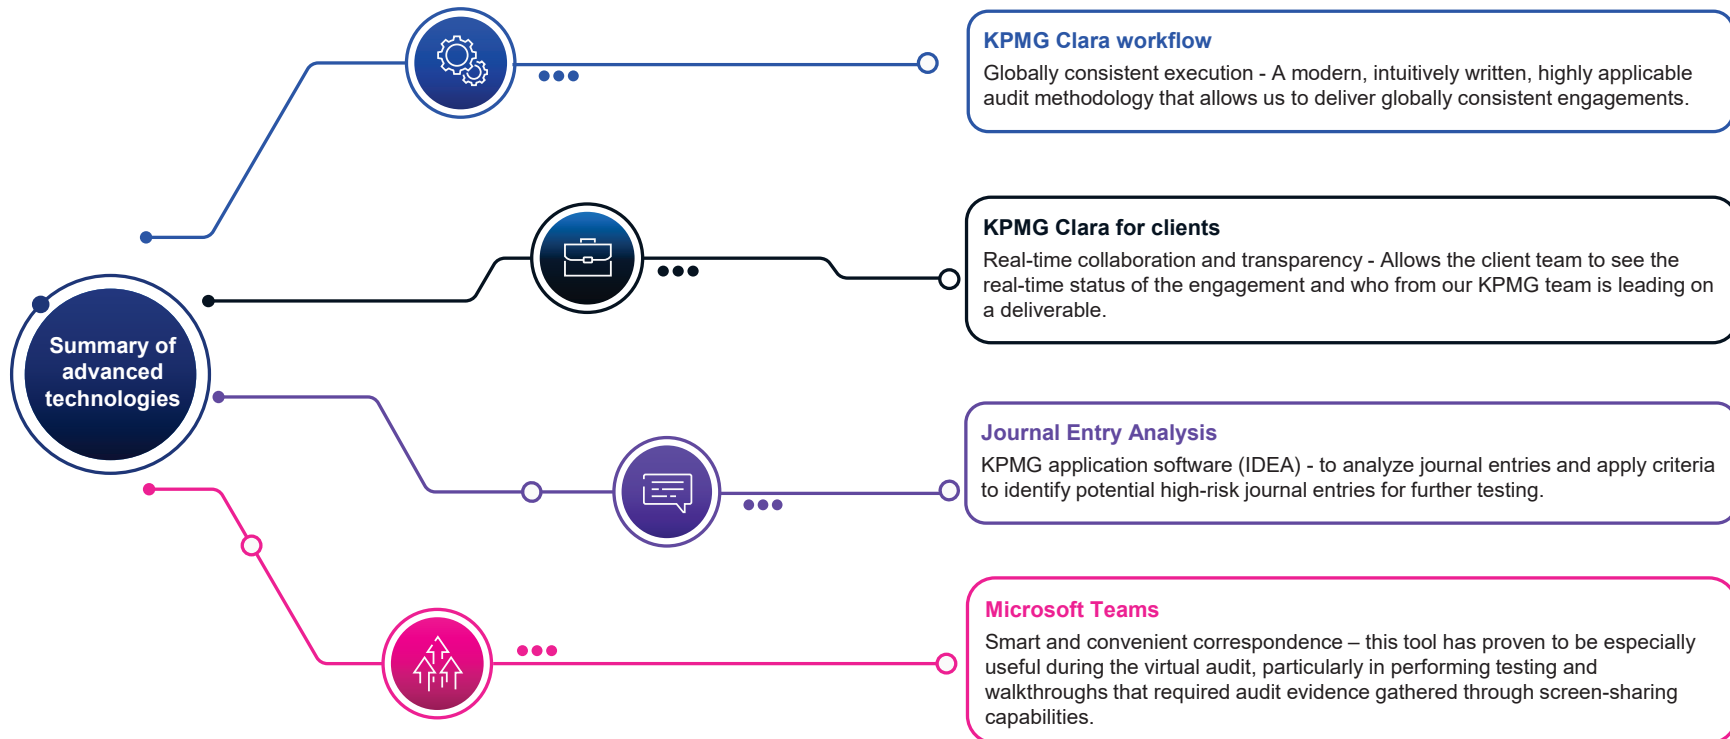 Summary of
advanced
technologies
KPMG Clara workflow
Globally consistent execution - A modern, intuitively written, highly applicable
audit methodology that allows us to deliver globally consistent engagements.
KPMG Clara for clients
Real-time collaboration and transparency - Allows the client team to see the
real-time status of the engagement and who from our KPMG team is leading on
a deliverable.
Journal Entry Analysis
KPMG application software (IDEA) - to analyze journal entries and apply criteria
to identify potential high-risk journal entries for further testing.
Microsoft Teams
Smart and convenient correspondence – this tool has proven to be especially
useful during the virtual audit, particularly in performing testing and
walkthroughs that required audit evidence gathered through screen-sharing
capabilities.